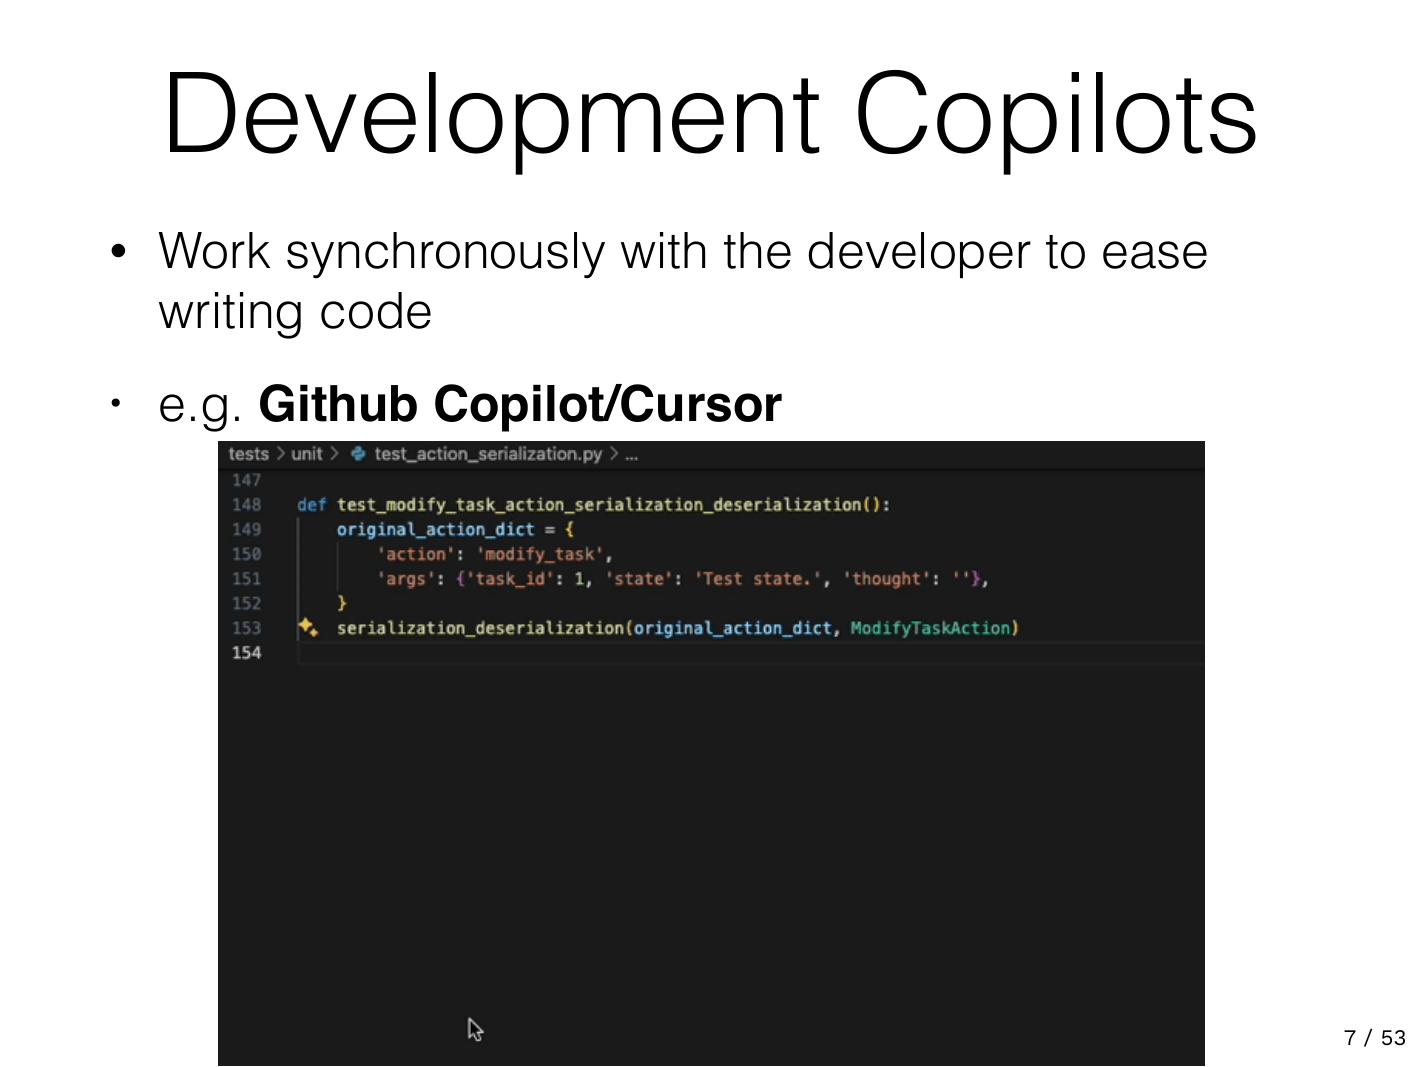 Development Copilots
• Work synchronously with the developer to ease
writing code
• e.g. Github Copilot/Cursor
tests > unit > test_action_serialization.py > ...
147
148 def test_modify_task_action_serialization_deserialization():
149 original_action_dict = {
150 'action': 'modify_task',
151 'args': {'task_id': 1, 'state': 'Test state.', 'thought': ''},
152 }
153 serialization_deserialization(original_action_dict, ModifyTaskAction)
154
7 / 53